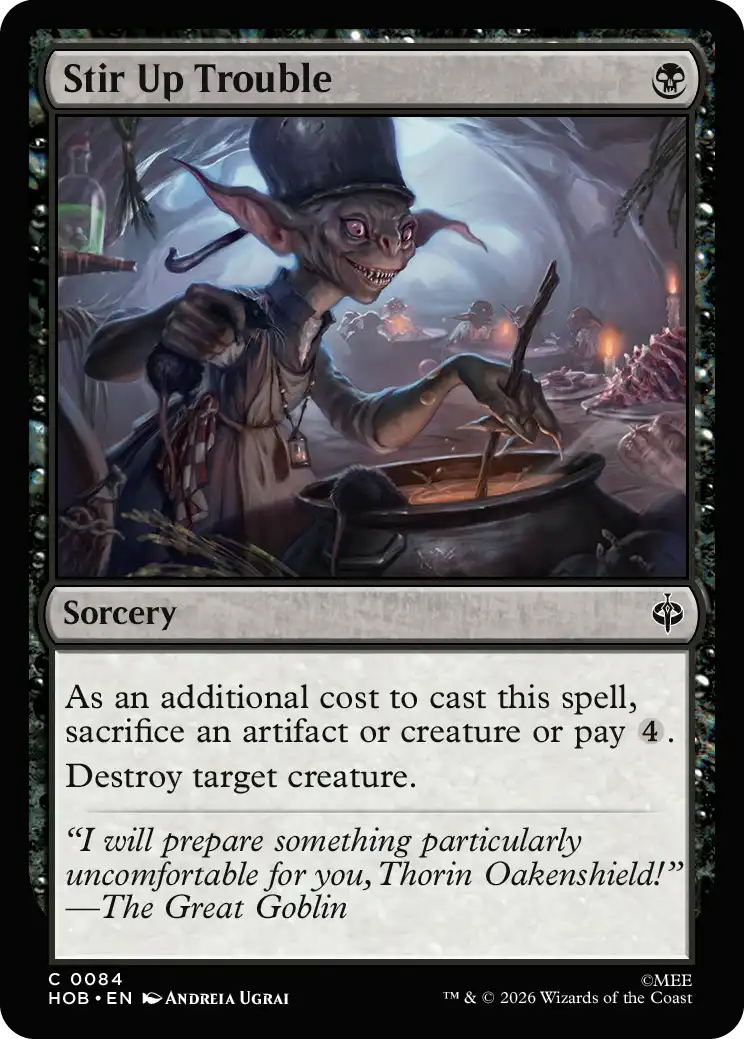 Stir Up Trouble
Sorcery
As an additional cost to cast this spell,
sacrifice an artifact or creature or pay 4.
Destroy target creature.
“I will prepare something particularly
uncomfortable for you, Thorin Oakenshield!”
—The Great Goblin
C 0084
HOB • EN Andreia Ugrai
©MEE
™ & © 2026 Wizards of the Coast